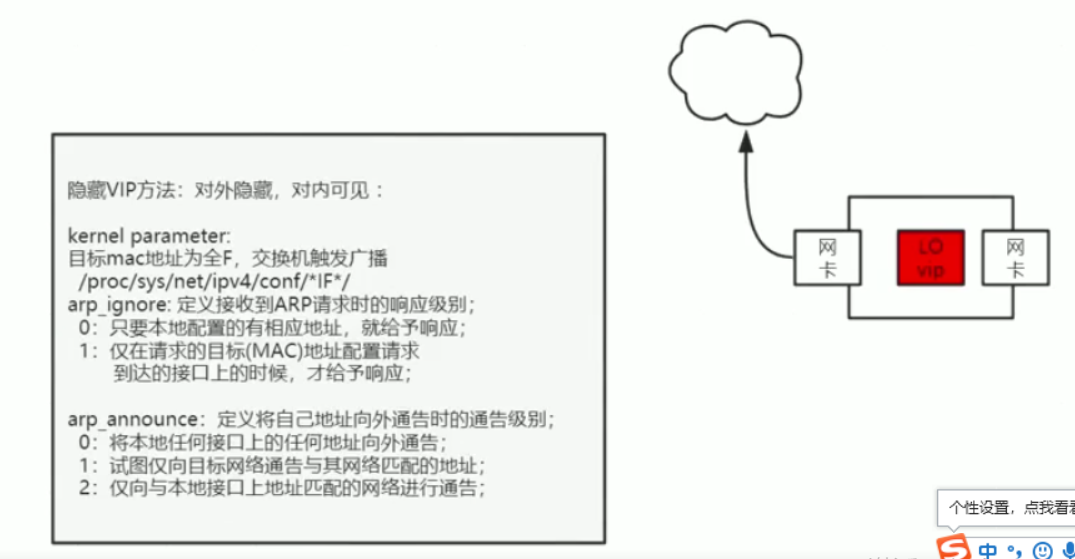 隐藏VIP方法：对外隐藏，对内可见：
kernel parameter:
目标mac地址为全F，交换机触发广播
/proc/sys/net/ipv4/conf/*IF*/
arp_ignore: 定义接收到ARP请求时的响应级别；
0：只要本地配置的有相应地址，就给予响应；
1：仅在请求的目标(MAC)地址配置请求
到达的接口上的时候，才给予响应；
arp_announce：定义将自己地址向外通告时的通告级别；
0：将本地任何接口上的任何地址向外通告；
1：试图仅向目标网络通告与其网络匹配的地址；
2：仅向与本地接口上地址匹配的网络进行通告；
网
卡
LO
vip
网
卡
个性设置，点我看
S 中